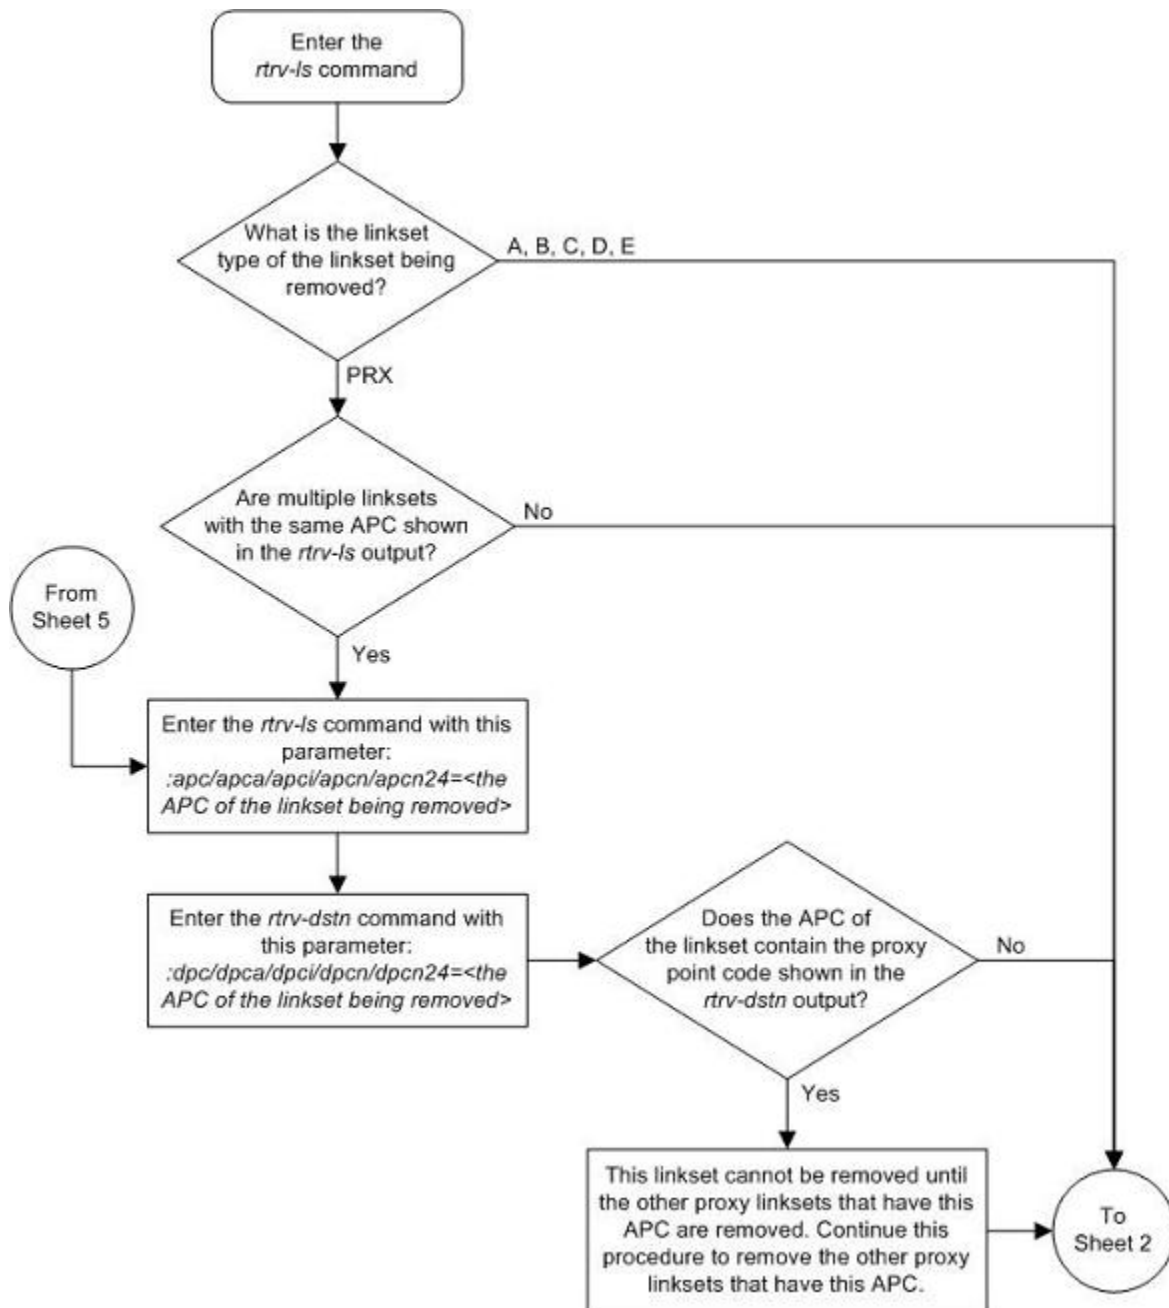 Enter the
rtrv-ls command
What is the linkset
type of the linkset being
removed?
A, B, C, D, E
PRX
Are multiple linksets
with the same APC shown
in the rtrv-ls output?
No
From
Sheet 5
Yes
Enter the rtrv-ls command with this
parameter:
:apc/apca/apci/apcn/apcn24=<the
APC of the linkset being removed>
Enter the rtrv-dstn command with
this parameter:
:dpc/dpca/dpci/dpcn/dpcn24=<the
APC of the linkset being removed>
Does the APC of
the linkset contain the proxy
point code shown in the
rtrv-dstn output?
No
Yes
This linkset cannot be removed until
the other proxy linksets that have this
APC are removed. Continue this
procedure to remove the other proxy
linksets that have this APC.
To
Sheet 2